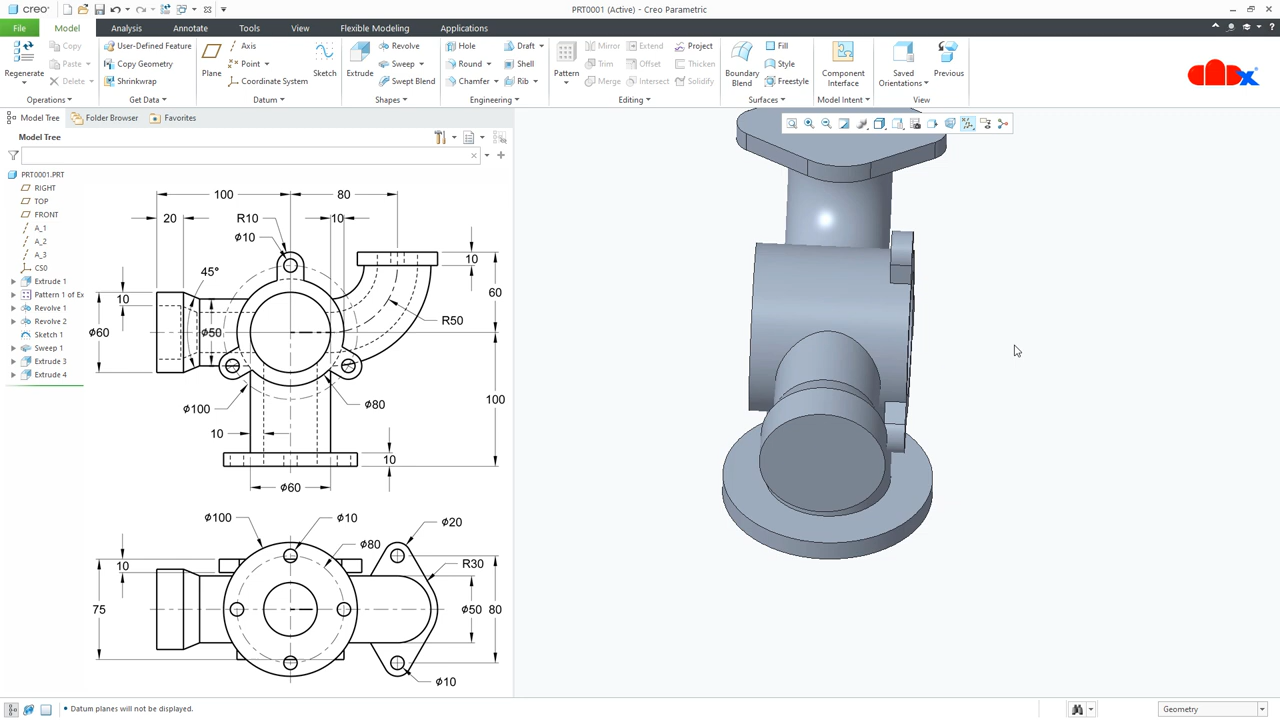 creo
PRT0001 (Active) - Creo Parametric
File
Model
Analysis
Annotate
Tools
View
Flexible Modeling
Applications
Regenerate
Copy
Paste
Delete
Operations
User-Defined Feature
Copy Geometry
Shrinkwrap
Get Data
Plane
Axis
Point
Coordinate System
Sketch
Datum
Extrude
Revolve
Sweep
Swept Blend
Shapes
Hole
Round
Chamfer
Draft
Shell
Rib
Engineering
Pattern
Mirror
Trim
Merge
Extend
Offset
Intersect
Project
Thicken
Solidify
Editing
Boundary
Blend
Fill
Style
Freestyle
Surfaces
Component
Interface
Model Intent
Saved
Orientations
Previous
View
Model Tree
Folder Browser
Favorites
Model Tree
PRT0001.PRT
RIGHT
TOP
FRONT
A_1
A_2
A_3
CS0
Extrude 1
Pattern 1 of Ex
Revolve 1
Revolve 2
Sketch 1
Sweep 1
Extrude 3
Extrude 4
100
80
20
R10
10
ϕ10
45°
10
10
60
ϕ60
ϕ50
R50
ϕ100
ϕ80
100
10
10
ϕ60
ϕ100
ϕ10
ϕ20
ϕ80
10
R30
75
ϕ50
80
ϕ10
Datum planes will not be displayed.
Geometry